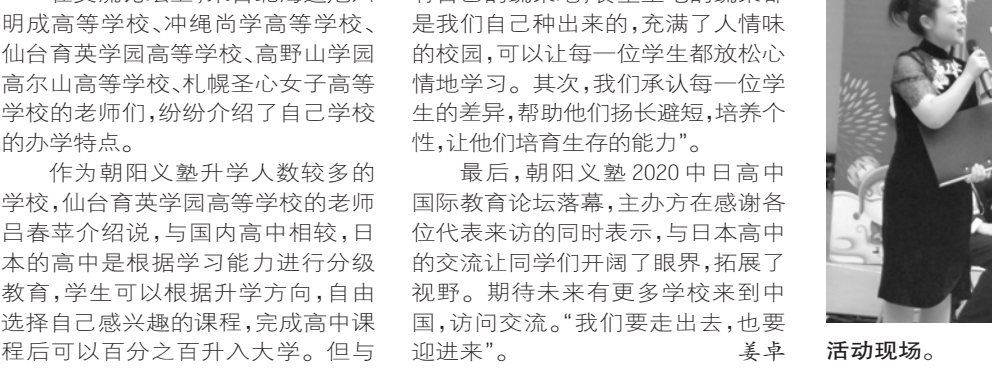 明成高等学校、冲绳尚学高等学校、
仙台育英学园高等学校、高野山学园
高尔山高等学校、札幌圣心女子高等
学校的老师们,纷纷介绍了自己学校
的办学特点。
作为朝阳义塾升学人数较多的
学校,仙台育英学园高等学校的老师
吕春苹介绍说,与国内高中相较,日
本的高中是根据学习能力进行分级
教育,学生可以根据升学方向,自由
选择自己感兴趣的课程,完成高中课
程后可以百分之百升入大学。但与
是我们自己种出来的,充满了人情味
的校园,可以让每一位学生都放松心
情地学习。其次,我们承认每一位学
生的差异,帮助他们扬长避短,培养个
性,让他们培育生存的能力”。
最后,朝阳义塾2020中日高中
国际教育论坛落幕,主办方在感谢各
位代表来访的同时表示,与日本高中
的交流让同学们开阔了眼界,拓展了
视野。期待未来有更多学校来到中
国,访问交流。“我们要走出去,也要
迎进来”。 姜卓
活动现场。